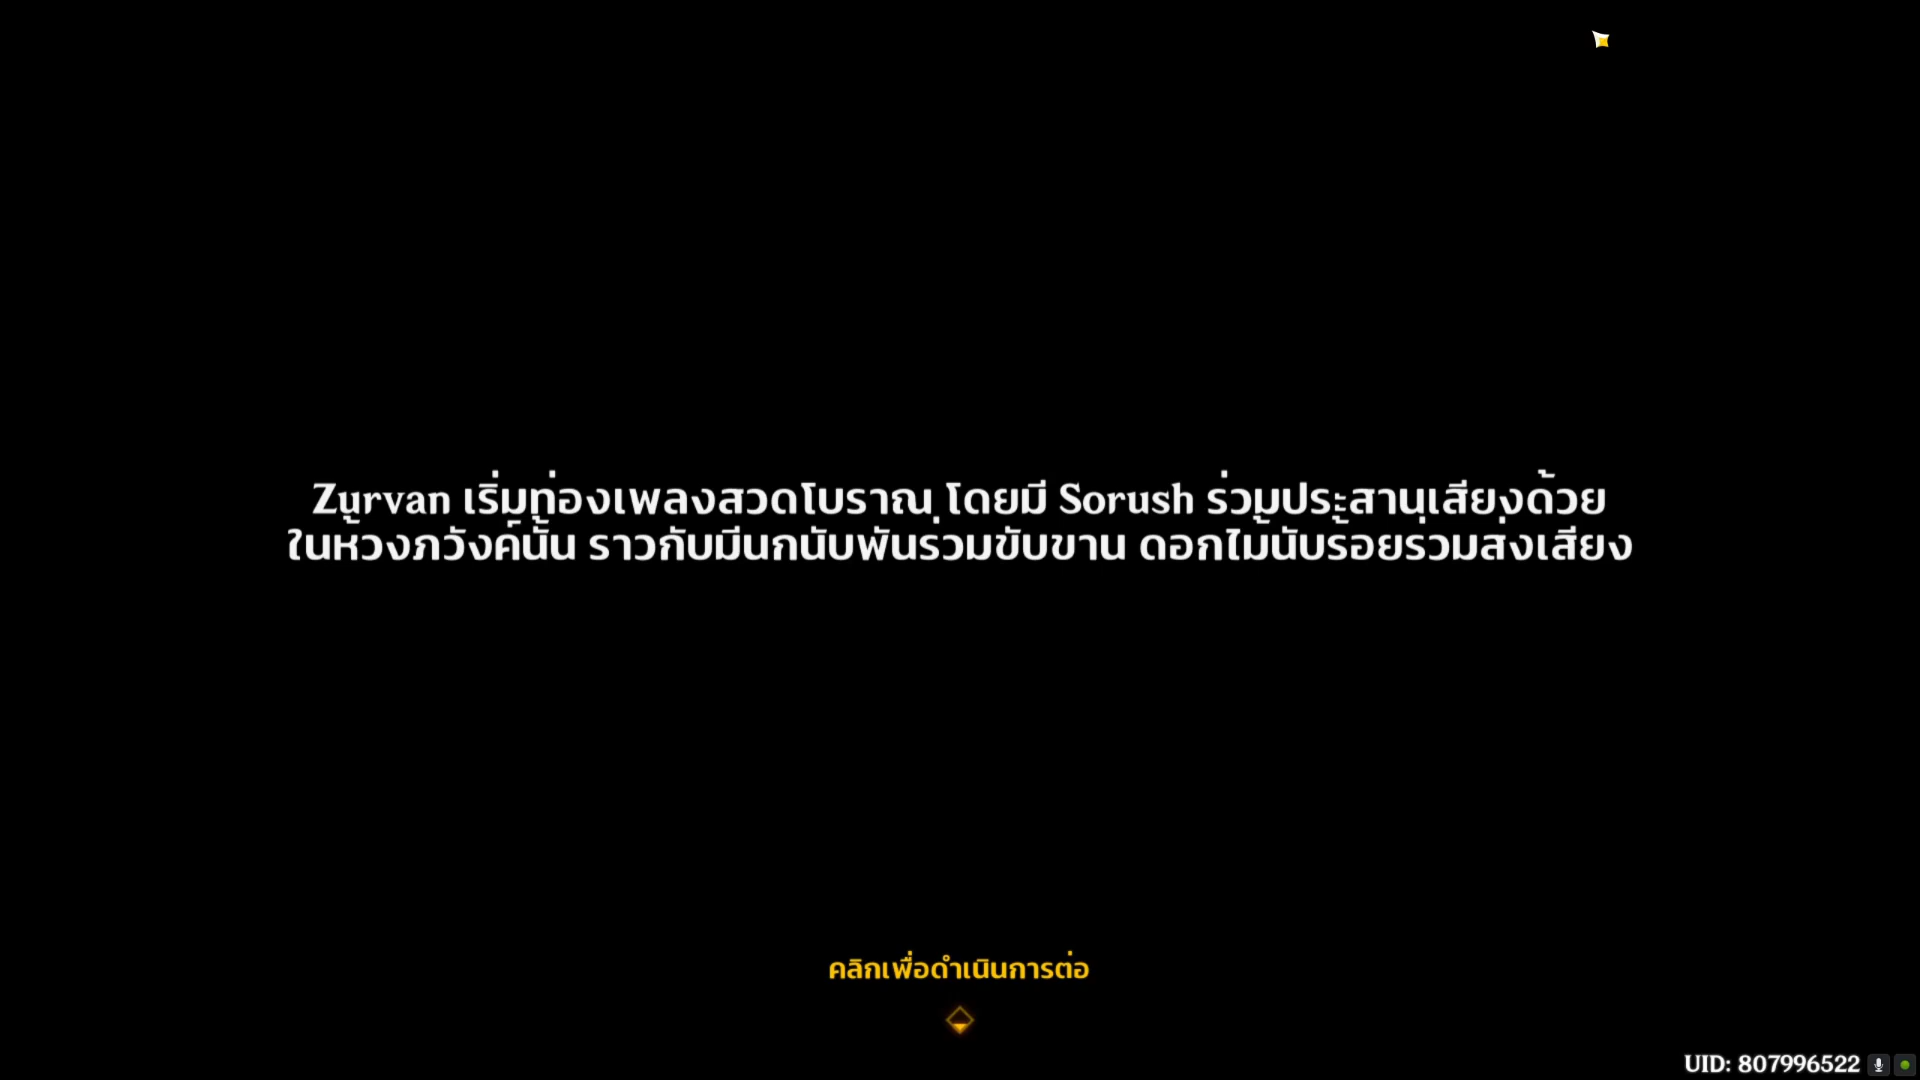 Zurvan เริ่มท่องเพลงสวดโบราณ โดยมี Sorush ร่วมประสานเสียงด้วย
ในห้วงภวังค์นั้น ราวกับมีนกนับพันร่วมขับขาน ดอกไม้นับร้อยร่วมส่งเสียง
คลิกเพื่อดำเนินการต่อ
UID: 807996522